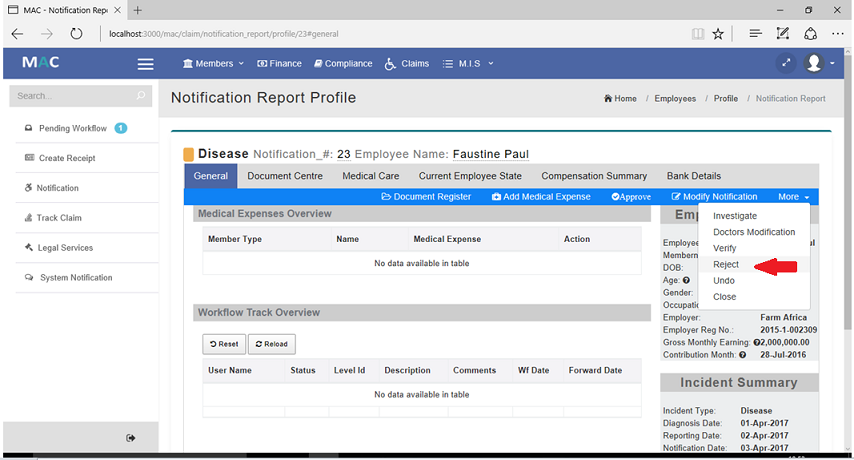 MAC - Notification Repo
localhost:3000/mac/claim/notification_report/profile/23#general
MAC
Members
Finance
Compliance
Claims
M.I.S
Search...
Notification Report Profile
Home / Employees / Profile / Notification Report
Pending Workflow 1
Create Receipt
Notification
Track Claim
Legal Services
System Notification
Disease Notification_#: 23 Employee Name: Faustine Paul
General Document Centre Medical Care Current Employee State Compensation Summary Bank Details
Document Register Add Medical Expense Approve Modify Notification More
Investigate
Doctors Modification
Verify
Reject
Undo
Close
Medical Expenses Overview
Member Type Name Medical Expense Action
No data available in table
Workflow Track Overview
Reset Reload
User Name Status Level Id Description Comments Wf Date Forward Date
No data available in table
Emp
Employee
ul
DOB:
Age:
Gender:
Employer: Farm Africa
Employer Reg No.: 2015-1-002309
Gross Monthly Earning: 2,000,000.00
Contribution Month: 28-Jul-2016
Incident Summary
Incident Type: Disease
Diagnosis Date: 01-Apr-2017
Reporting Date: 02-Apr-2017
Notification Date: 03-Apr-2017